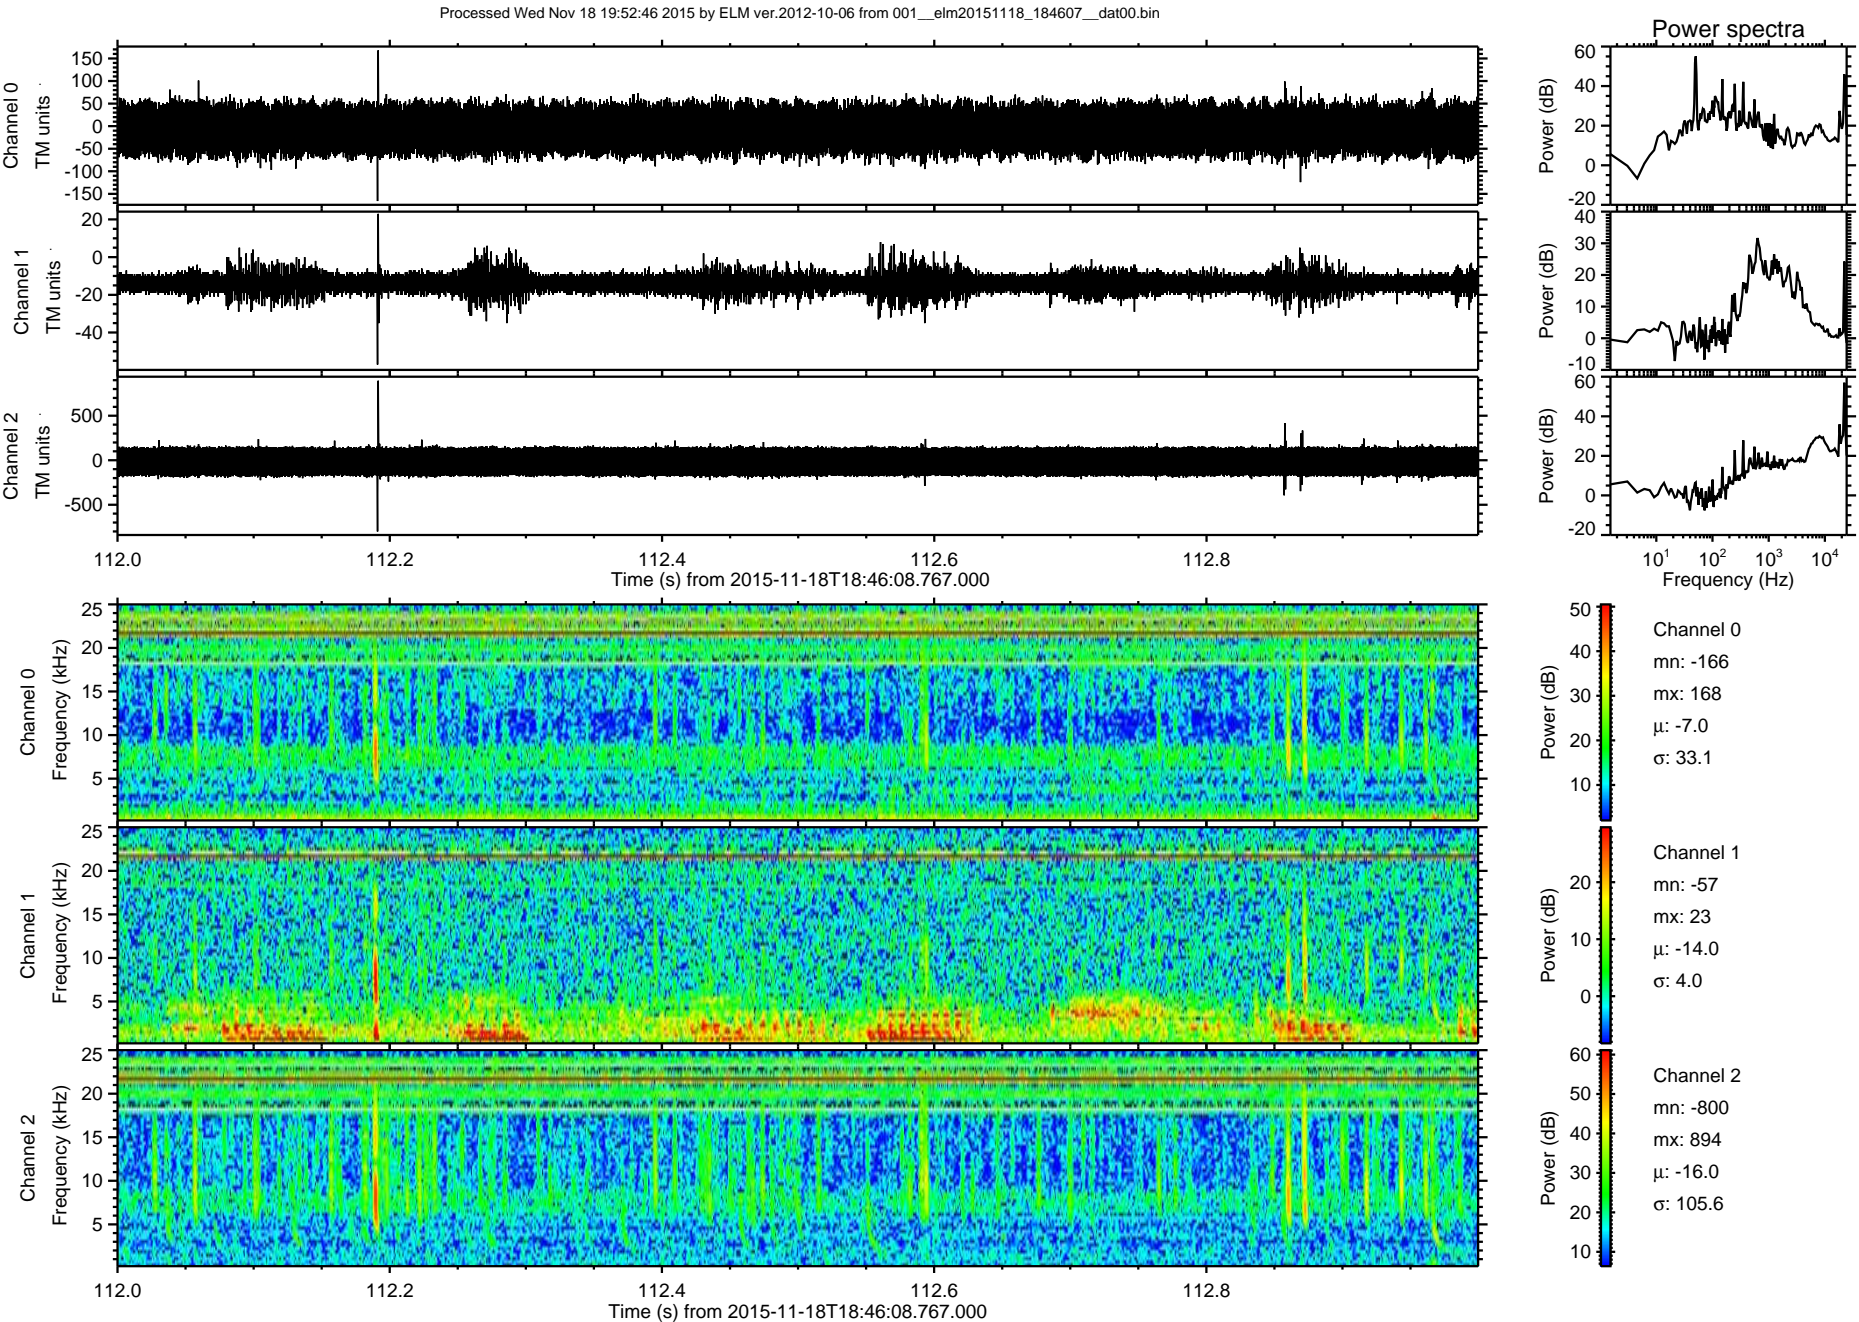 Processed Wed Nov 18 19:52:46 2015 by ELM ver.2012-10-06 from 001__elm20151118_184607__dat00.bin
Power spectra
Channel 0
TM units
150
100
50
0
-50
-100
-150
Power (dB)
60
40
20
0
-20
Channel 1
TM units
20
0
-20
-40
Power (dB)
40
30
20
10
0
-10
Channel 2
TM units
500
0
-500
Power (dB)
60
40
20
0
-20
112.0 112.2 112.4 112.6 112.8
Time (s) from 2015-11-18T18:46:08.767.000
10^1 10^2 10^3 10^4
Frequency (Hz)
Channel 0
Frequency (kHz)
25
20
15
10
5
Power (dB)
50
40
30
20
10
Channel 0
mn: -166
mx: 168
μ: -7.0
σ: 33.1
Channel 1
Frequency (kHz)
25
20
15
10
5
Power (dB)
20
10
0
Channel 1
mn: -57
mx: 23
μ: -14.0
σ: 4.0
Channel 2
Frequency (kHz)
25
20
15
10
5
Power (dB)
60
50
40
30
20
10
Channel 2
mn: -800
mx: 894
μ: -16.0
σ: 105.6
112.0 112.2 112.4 112.6 112.8
Time (s) from 2015-11-18T18:46:08.767.000